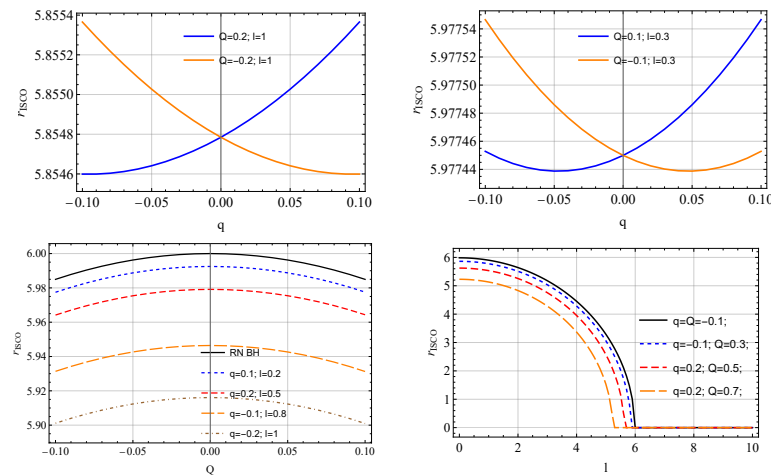 5.8554
5.8552
5.8550
5.8548
5.8546
r_ISCO
Q=0.2; l=1
Q=-0.2; l=1
-0.10 -0.05 0.00 0.05 0.10
q
5.97754
5.97750
5.97748
5.97744
r_ISCO
Q=0.1; l=0.3
Q=-0.1; l=0.3
-0.10 -0.05 0.00 0.05 0.10
q
6.00
5.98
5.96
5.94
5.92
5.90
r_ISCO
RN BH
q=0.1; l=0.2
q=0.2; l=0.5
q=-0.1; l=0.8
q=-0.2; l=1
-0.10 -0.05 0.00 0.05 0.10
Q
6
5
4
3
2
1
0
r_ISCO
q=Q=-0.1;
q=-0.1; Q=0.3;
q=0.2; Q=0.5;
q=0.2; Q=0.7;
0 2 4 6 8 10
l